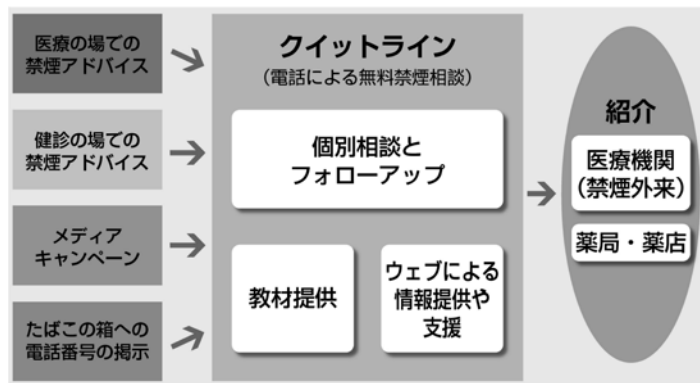 医療の場での
禁煙アドバイス
健診の場での
禁煙アドバイス
メディア
キャンペーン
たばこの箱への
電話番号の掲示
クイットライン
(電話による無料禁煙相談)
個別相談と
フォローアップ
教材提供
ウェブによる
情報提供や
支援
紹介
医療機関
(禁煙外来)
薬局・薬店